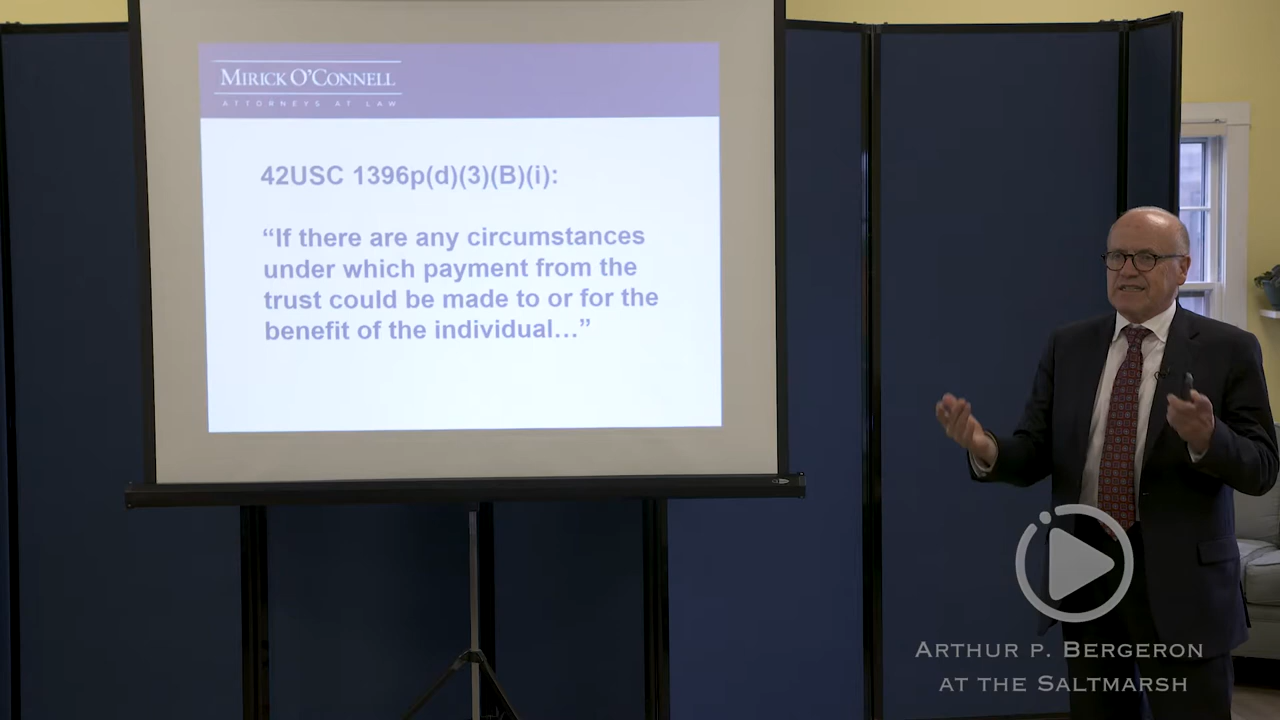 MIRICK O'CONNELL
ATTORNEYS AT LAW
42USC 1396p(d)(3)(B)(i):
“If there are any circumstances
under which payment from the
trust could be made to or for the
benefit of the individual…”
ARTHUR P. BERGERON
AT THE SALTMARSH